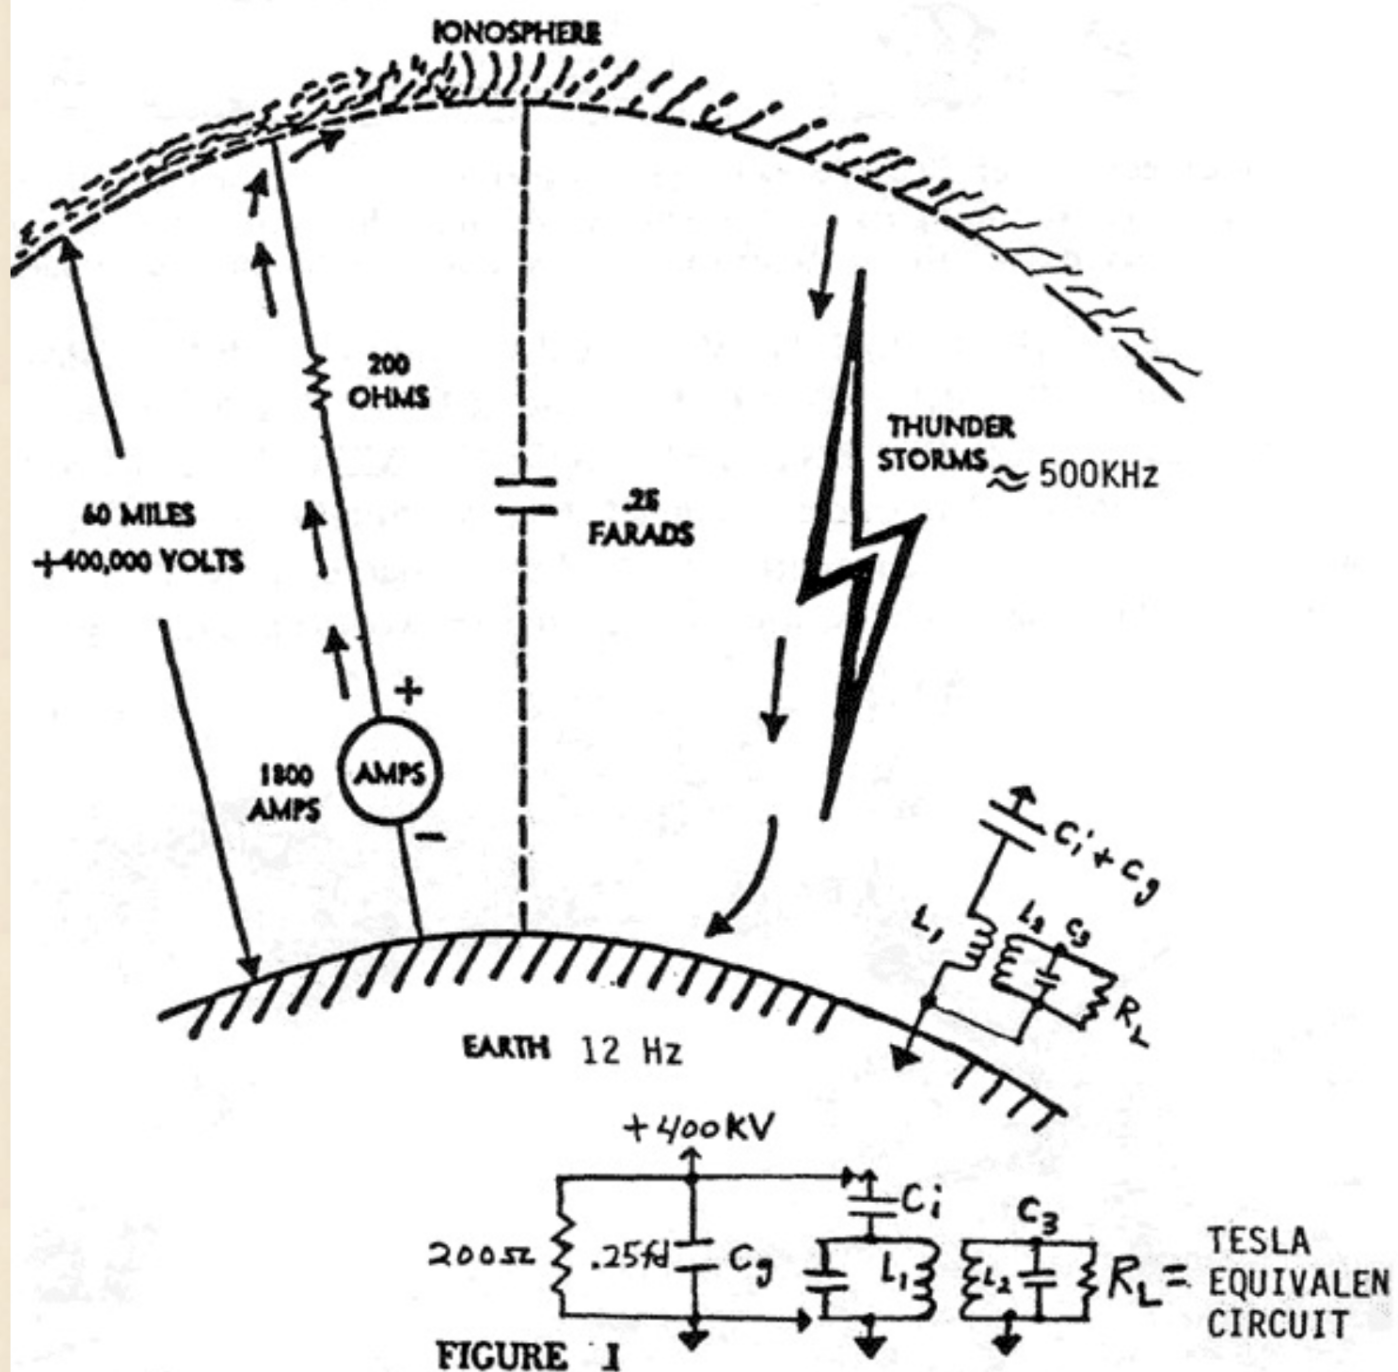 IONOSPHERE
200
OHMS
THUNDER
STORMS ≈ 500KHz
60 MILES
+400,000 VOLTS
.25
FARADS
+
1800
AMPS
AMPS
−
Ci + Cg
L1
L2
C3
RL
EARTH 12 Hz
+400KV
200Ω
.25fd
Cg
Ci
L1
L2
C3
RL =
TESLA
EQUIVALEN
CIRCUIT
FIGURE 1